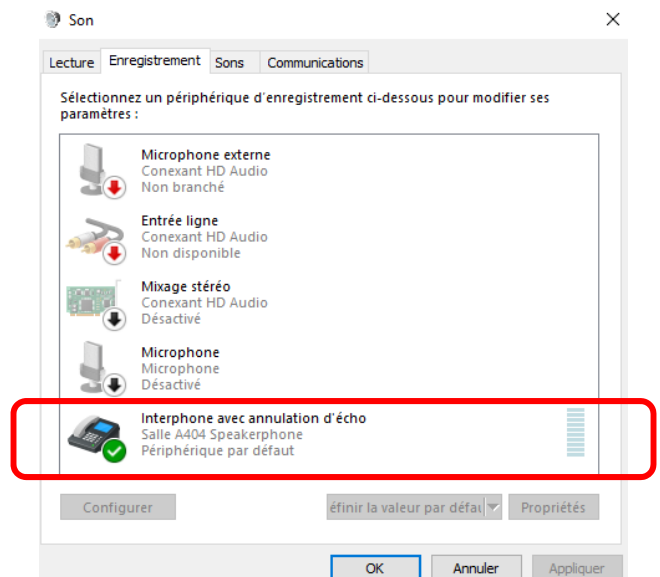 Son
Lecture Enregistrement Sons Communications
Sélectionnez un périphérique d'enregistrement ci-dessous pour modifier ses
paramètres :
Microphone externe
Conexant HD Audio
Non branché
Entrée ligne
Conexant HD Audio
Non disponible
Mixage stéréo
Conexant HD Audio
Désactivé
Microphone
Microphone
Désactivé
Interphone avec annulation d'écho
Salle A404 Speakerphone
Périphérique par défaut
Configurer éfinir la valeur par défau Propriétés
OK Annuler Appliquer